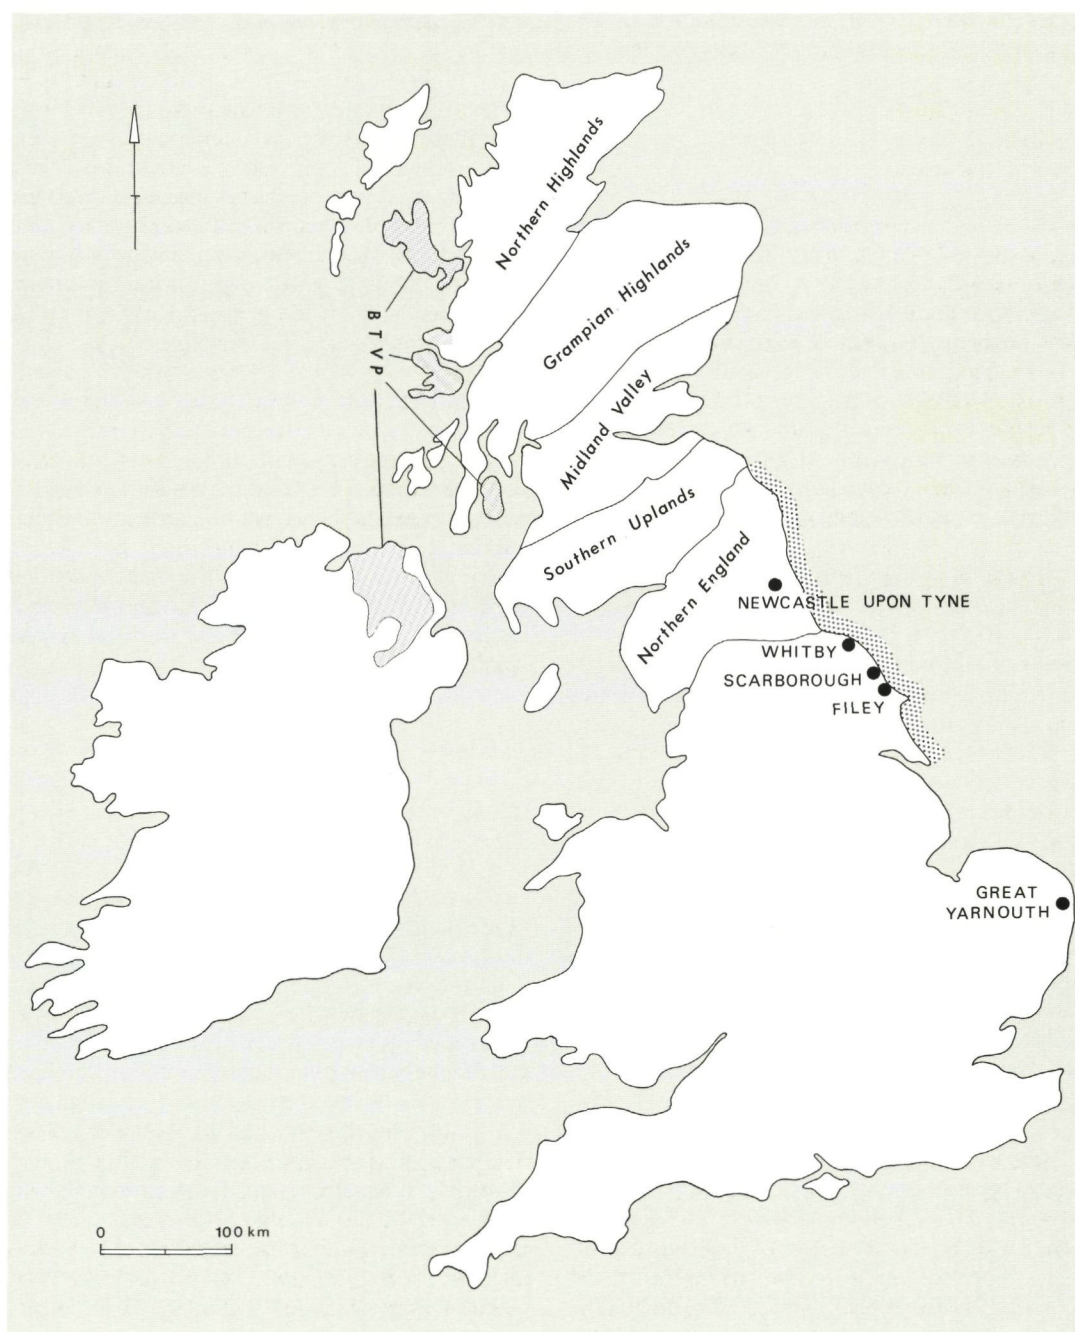 Northern Highlands
Grampian Highlands
BTVP
Midland Valley
Southern Uplands
Northern England
NEWCASTLE UPON TYNE
WHITBY
SCARBOROUGH
FILEY
GREAT
YARNOUTH
0 100 km